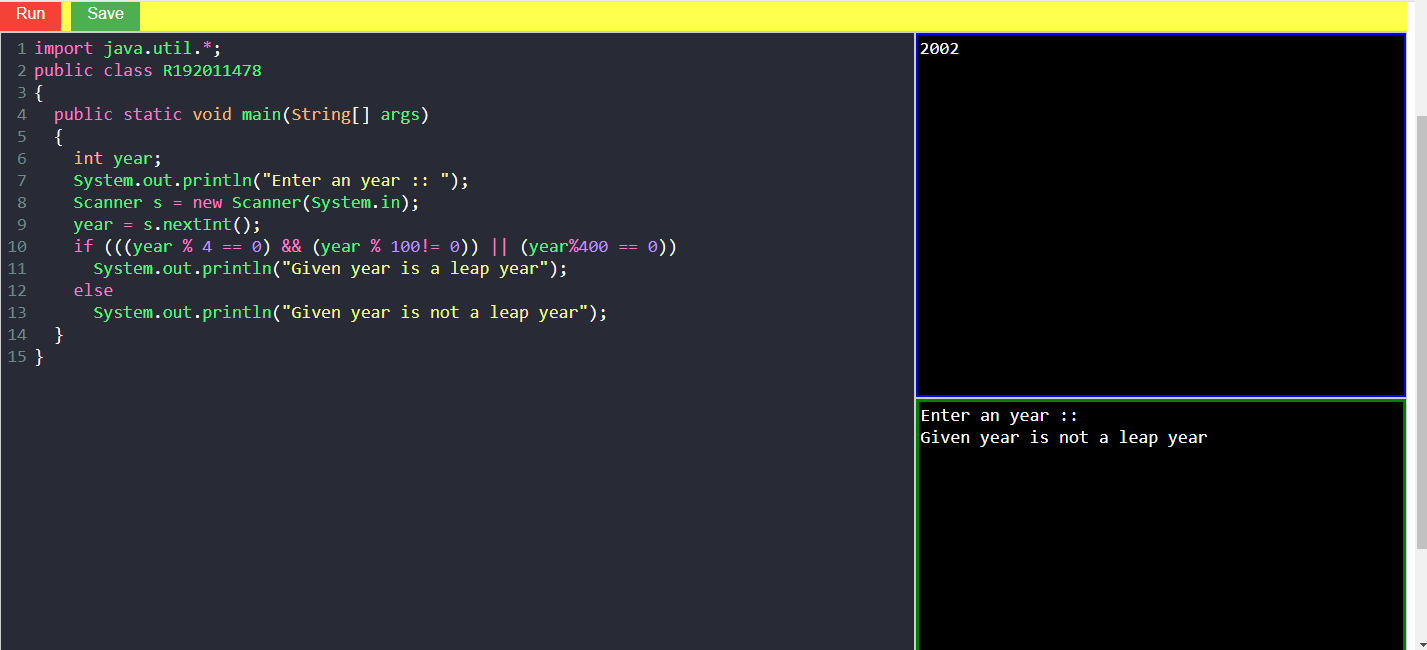 Run Save
1 import java.util.*;
2 public class R192011478
3 {
4   public static void main(String[] args)
5   {
6     int year;
7     System.out.println("Enter an year :: ");
8     Scanner s = new Scanner(System.in);
9     year = s.nextInt();
10     if (((year % 4 == 0) && (year % 100!= 0)) || (year%400 == 0))
11       System.out.println("Given year is a leap year");
12     else
13       System.out.println("Given year is not a leap year");
14   }
15 }
2002
Enter an year ::
Given year is not a leap year